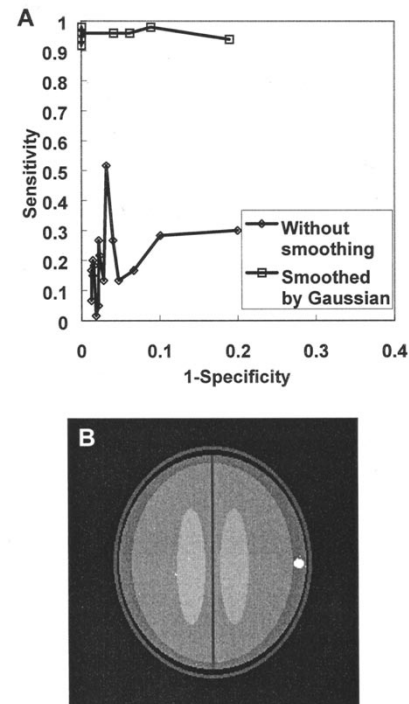 A
1
0.9
0.8
0.7
0.6
0.5
0.4
0.3
0.2
0.1
0
Sensitivity
Without
smoothing
Smoothed
by Gaussian
0 0.1 0.2 0.3 0.4
1-Specificity
B